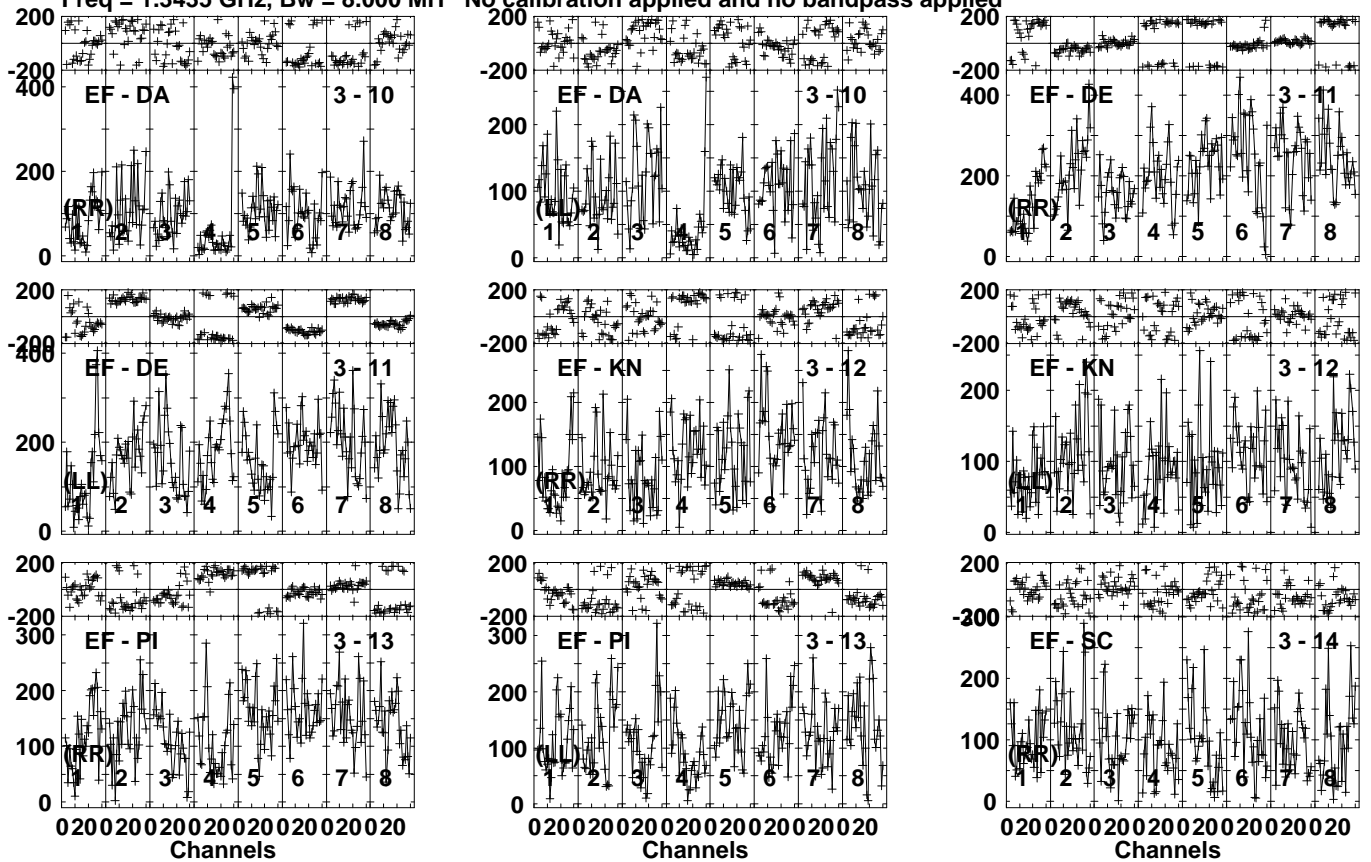 Freq = 1.3435 GHz, Bw = 8.000 MH No calibration applied and no bandpass applied
200 200 200
-200 -200 -200
400 EF - DA 3 - 10 EF - DA 3 - 10 400 EF - DE 3 - 11
200 200 200
(RR) 100 (LL) (RR)
1 2 3 4 5 6 7 8 1 2 3 4 5 6 7 8 1 2 3 4 5 6 7 8
0 0 0
200 200 200
-200 -200 -200
400 EF - DE 3 - 11 EF - KN 3 - 12 EF - KN 3 - 12
200 200 200
(LL) 100 (RR) 100 (LL)
1 2 3 4 5 6 7 8 1 2 3 4 5 6 7 8 1 2 3 4 5 6 7 8
0 0 0
200 200 200
-200 -200 -200
300 EF - PI 3 - 13 300 EF - PI 3 - 13 300 EF - SC 3 - 14
200 200 200
100 (RR) 100 (LL) 100 (RR)
1 2 3 4 5 6 7 8 1 2 3 4 5 6 7 8 1 2 3 4 5 6 7 8
0 0 0
0 20 0 20 0 20 0 20 0 20 0 20 0 20 0 20 0 20 0 20 0 20 0 20 0 20 0 20 0 20 0 20 0 20 0 20 0 20 0 20 0 20 0 20 0 20 0 20
Channels Channels Channels